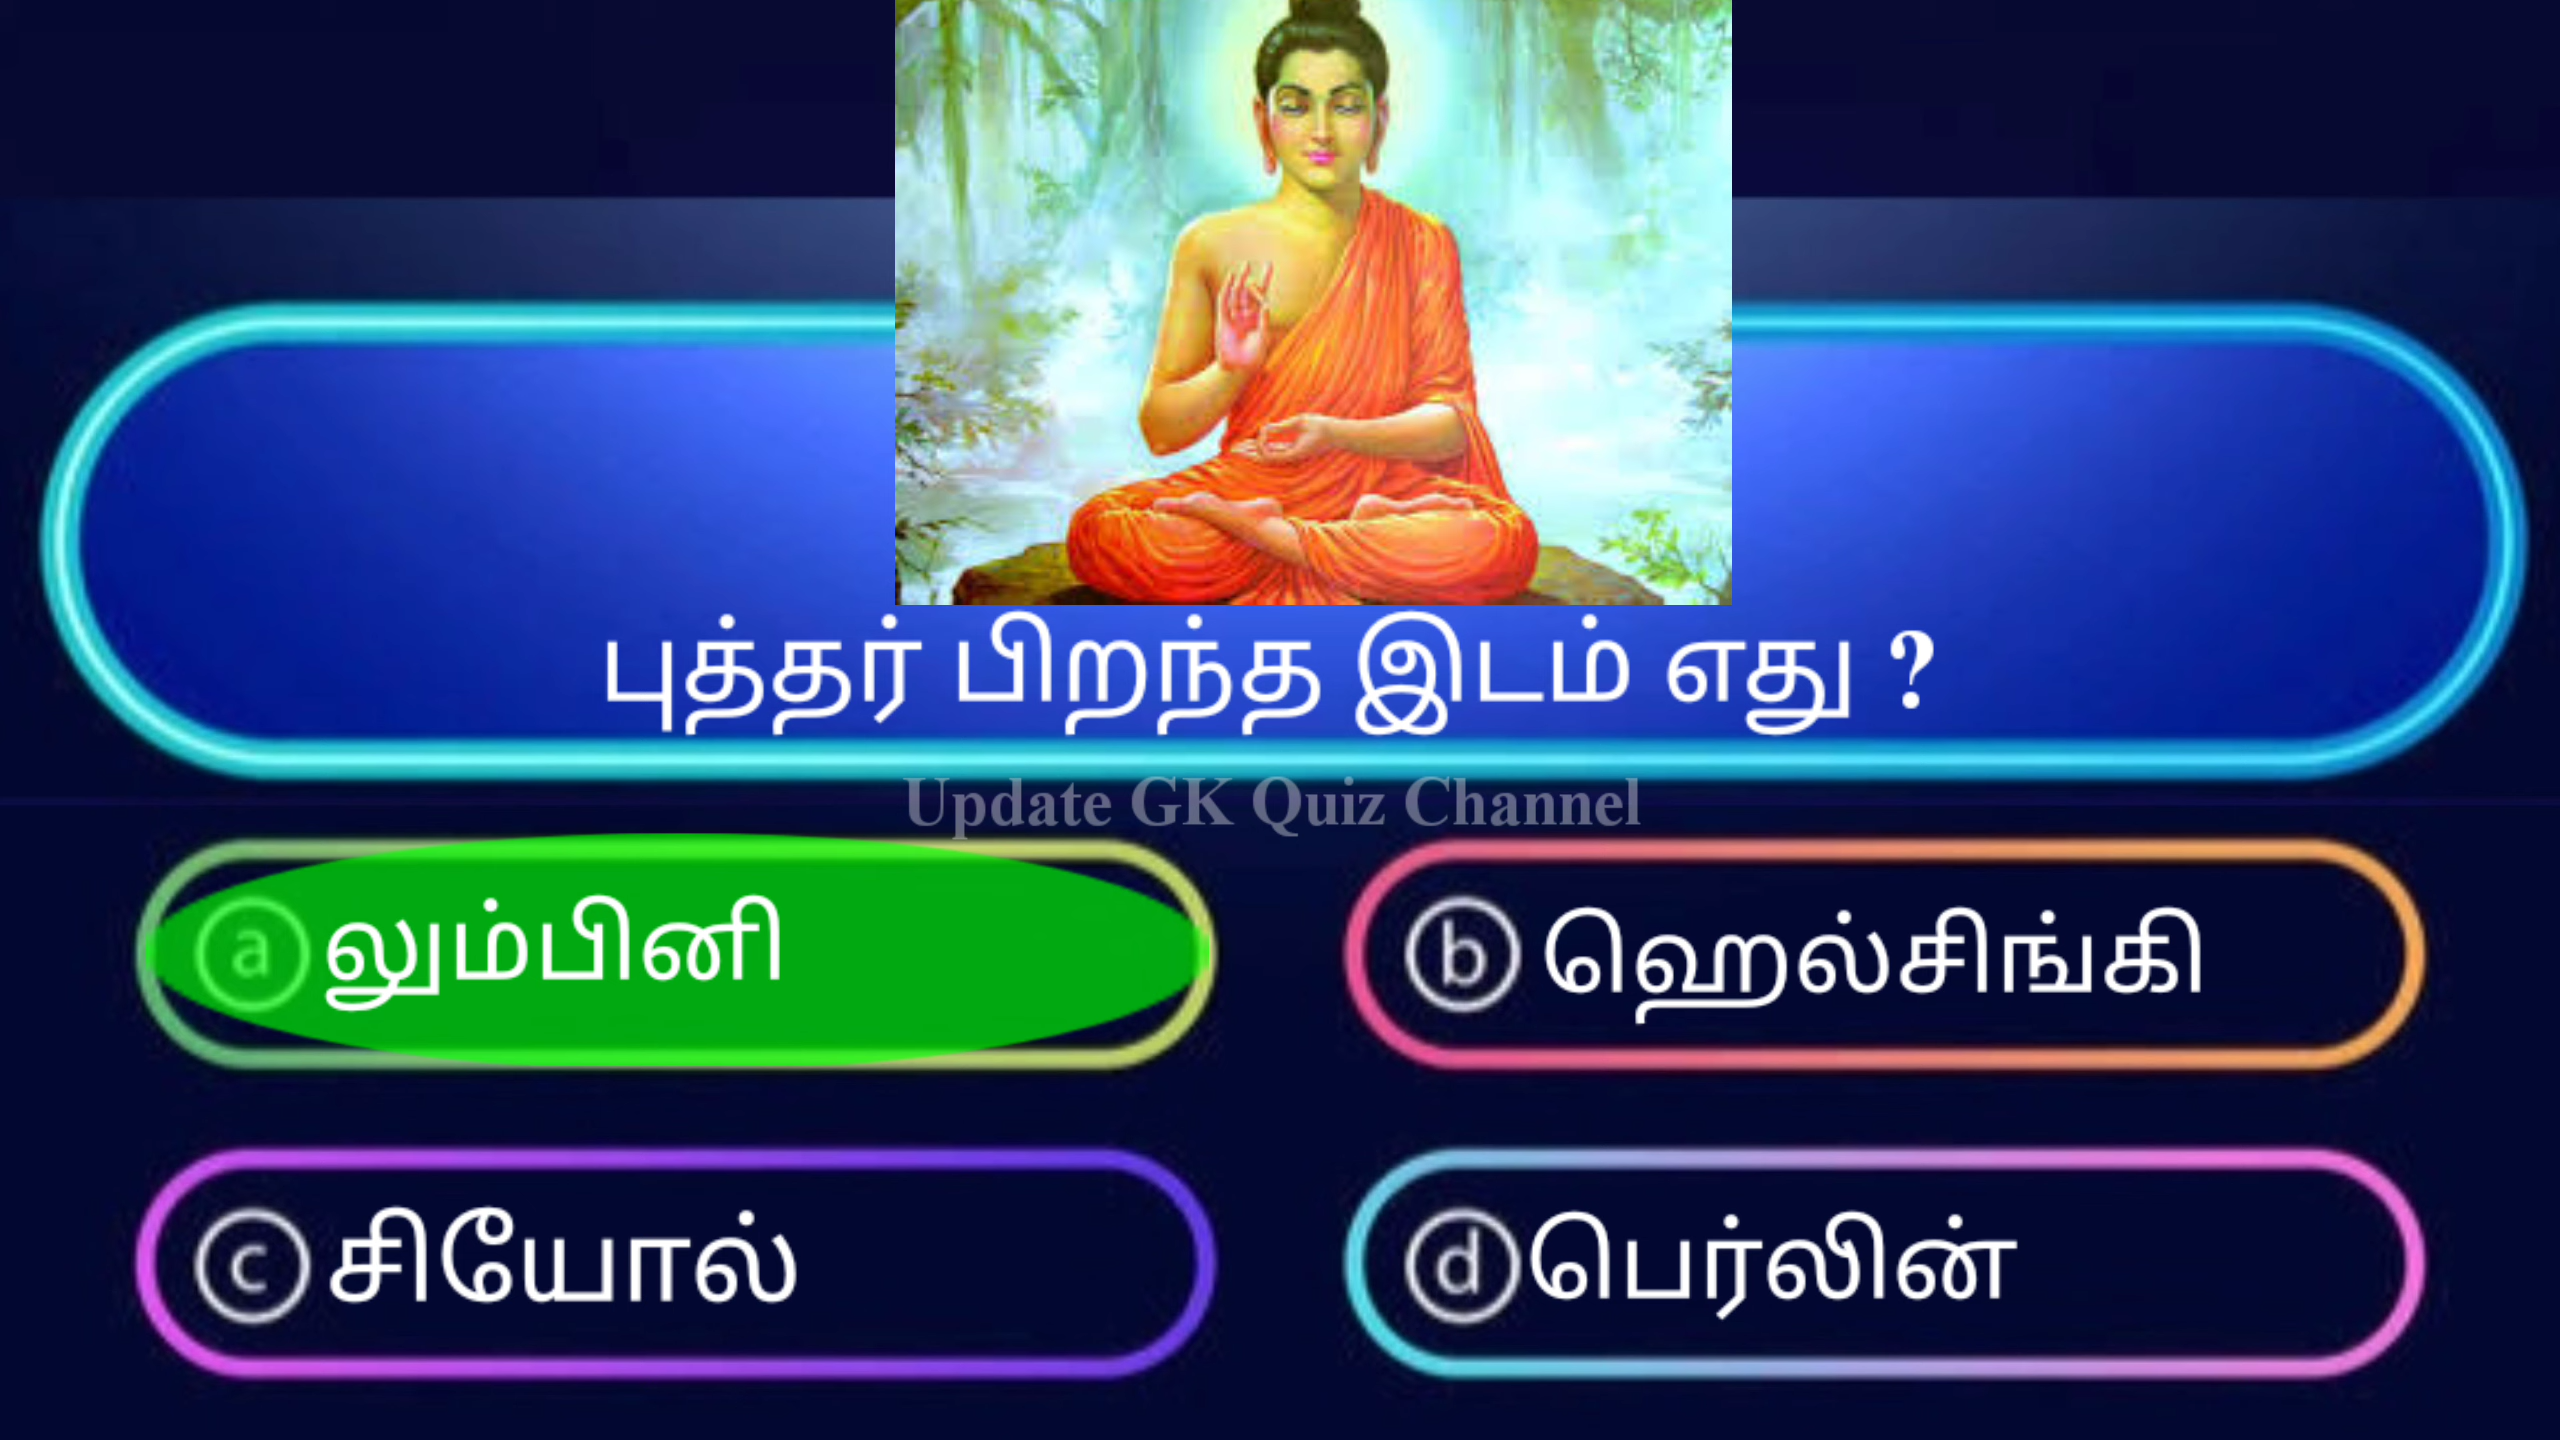 புத்தர் பிறந்த இடம் எது ?
Update GK Quiz Channel
a லும்பினி
b ஹெல்சிங்கி
c சியோல்
d பெர்லின்